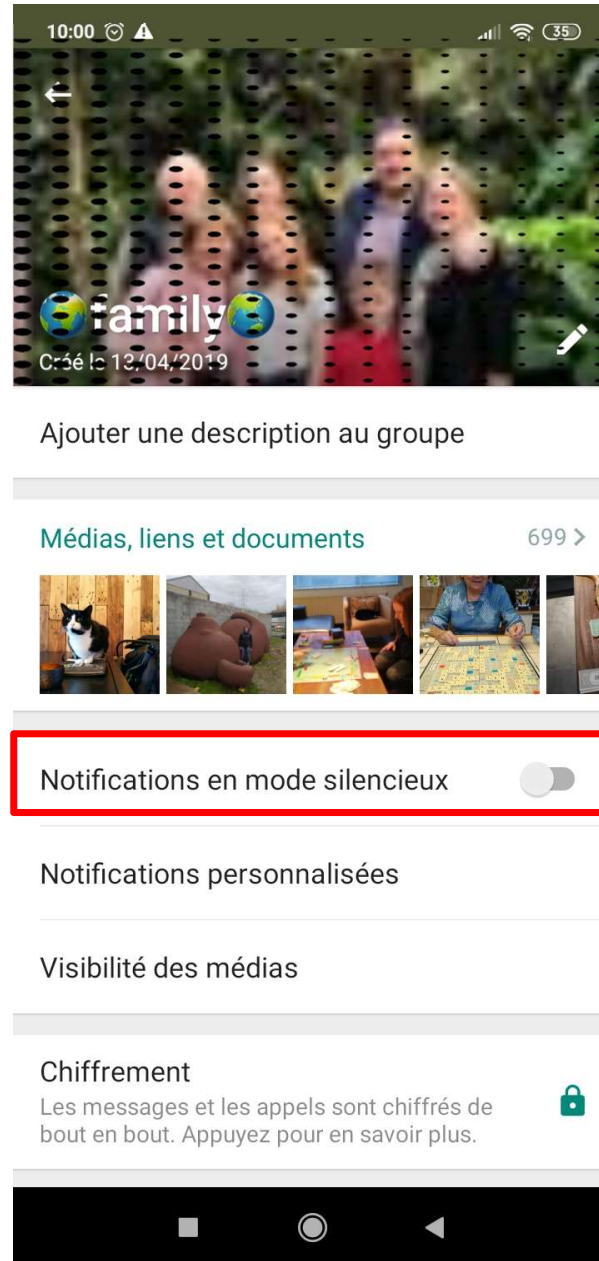 10:00 35
🌍family🌍
Créé le 13/04/2019
Ajouter une description au groupe
Médias, liens et documents 699 >
Notifications en mode silencieux
Notifications personnalisées
Visibilité des médias
Chiffrement
Les messages et les appels sont chiffrés de
bout en bout. Appuyez pour en savoir plus.